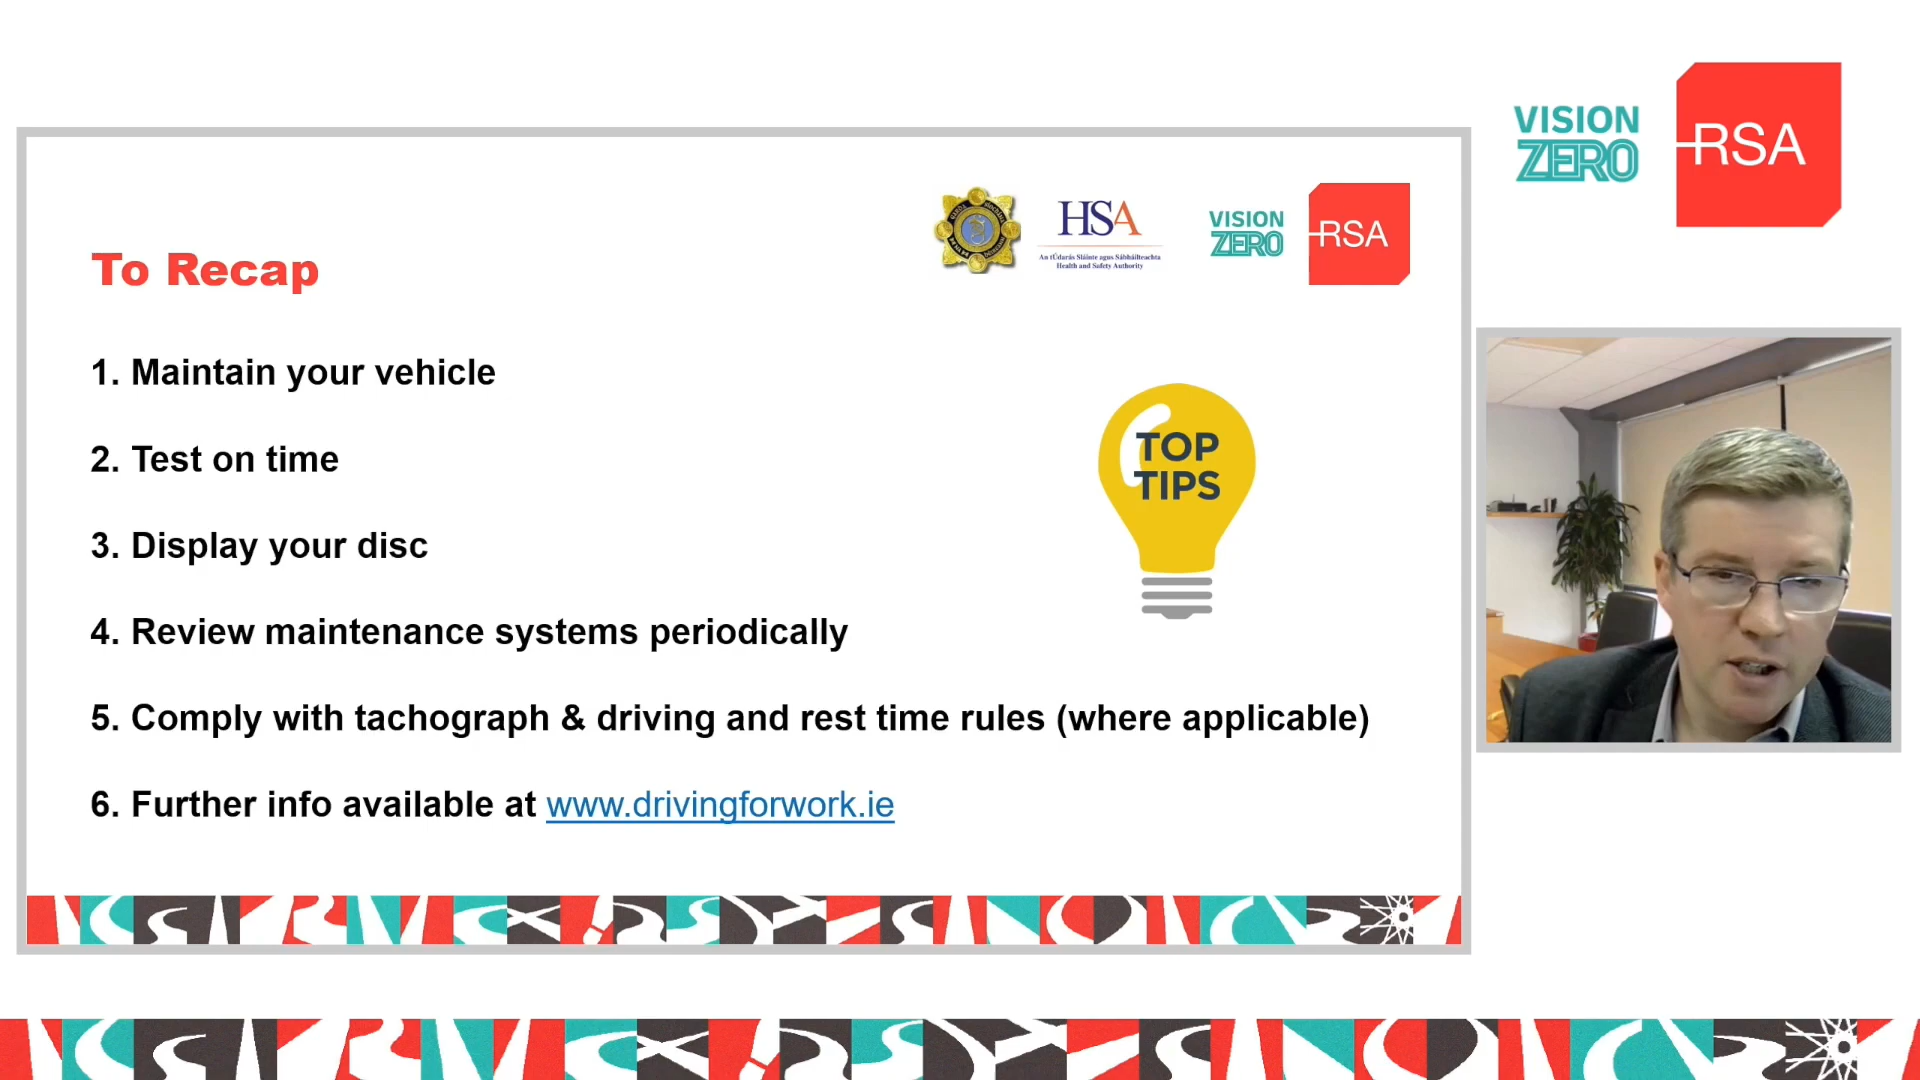 VISION
ZERO
RSA
HSA
An tÚdarás Sláinte agus Sábháilteachta
Health and Safety Authority
VISION
ZERO
RSA
To Recap
1. Maintain your vehicle
2. Test on time
3. Display your disc
4. Review maintenance systems periodically
5. Comply with tachograph & driving and rest time rules (where applicable)
6. Further info available at www.drivingforwork.ie
TOP
TIPS